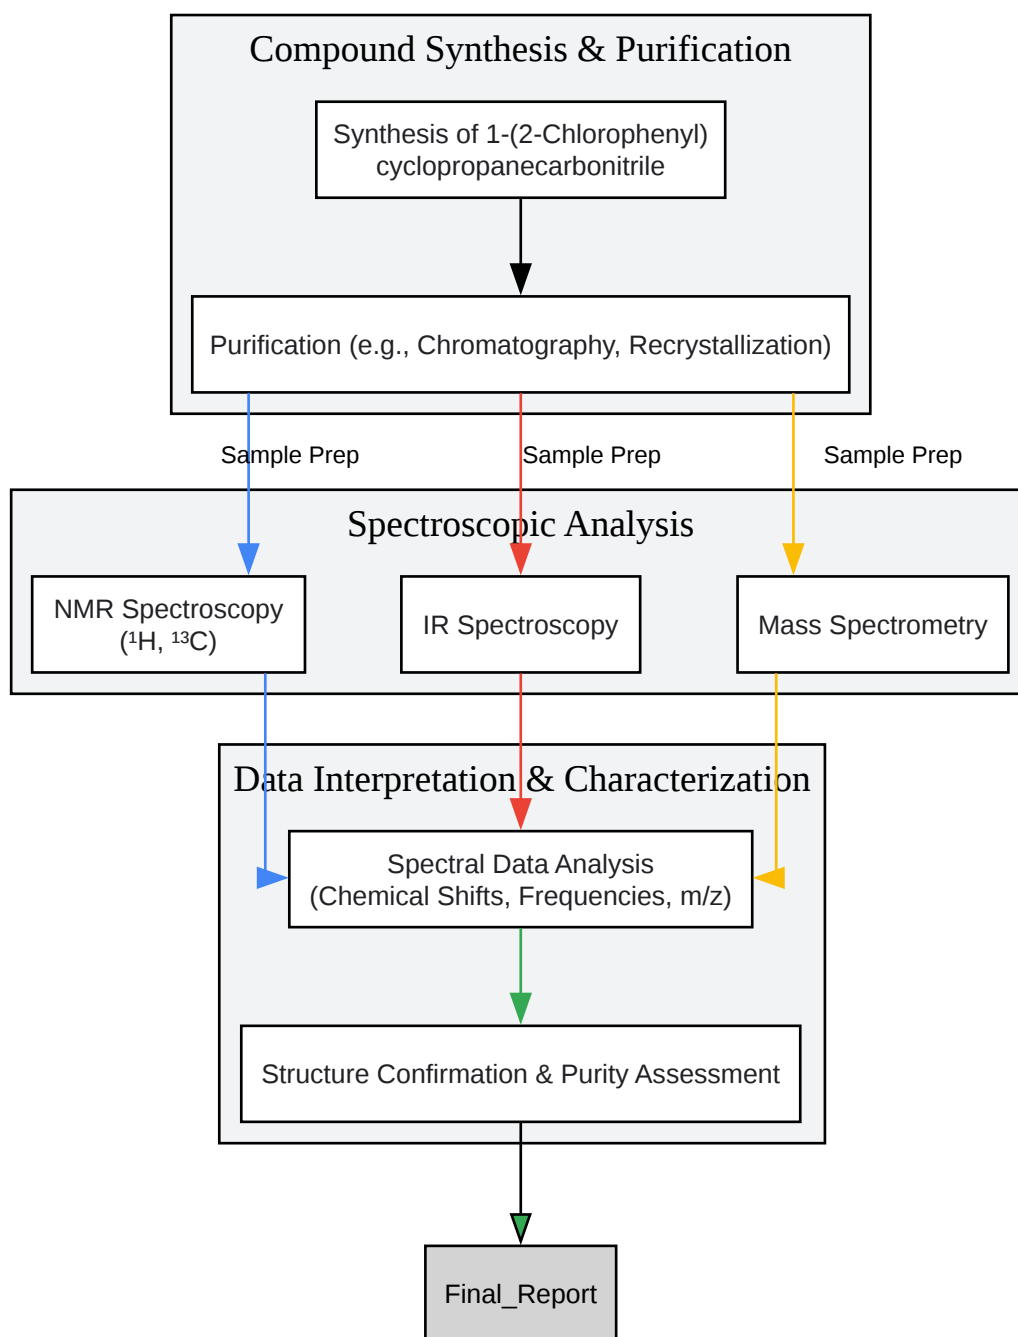 Compound Synthesis & Purification
Synthesis of 1-(2-Chlorophenyl)
cyclopropanecarbonitrile
Purification (e.g., Chromatography, Recrystallization)
Sample Prep
Sample Prep
Sample Prep
Spectroscopic Analysis
NMR Spectroscopy
(¹H, ¹³C)
IR Spectroscopy
Mass Spectrometry
Data Interpretation & Characterization
Spectral Data Analysis
(Chemical Shifts, Frequencies, m/z)
Structure Confirmation & Purity Assessment
Final_Report